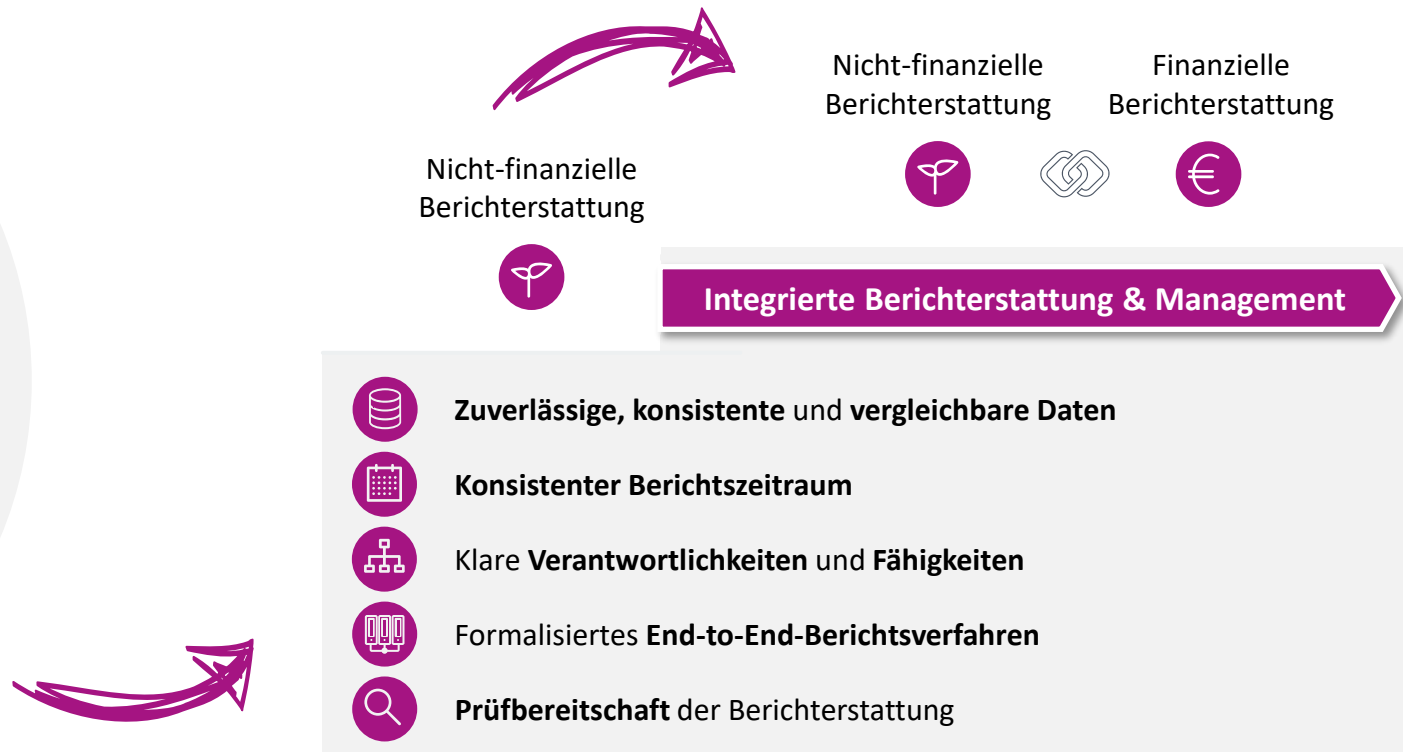 Nicht-finanzielle
Berichterstattung
Finanzielle
Berichterstattung
Nicht-finanzielle
Berichterstattung
€
Integrierte Berichterstattung & Management
Zuverlässige, konsistente und vergleichbare Daten
Konsistenter Berichtszeitraum
Klare Verantwortlichkeiten und Fähigkeiten
Formalisiertes End-to-End-Berichtsverfahren
Prüfbereitschaft der Berichterstattung